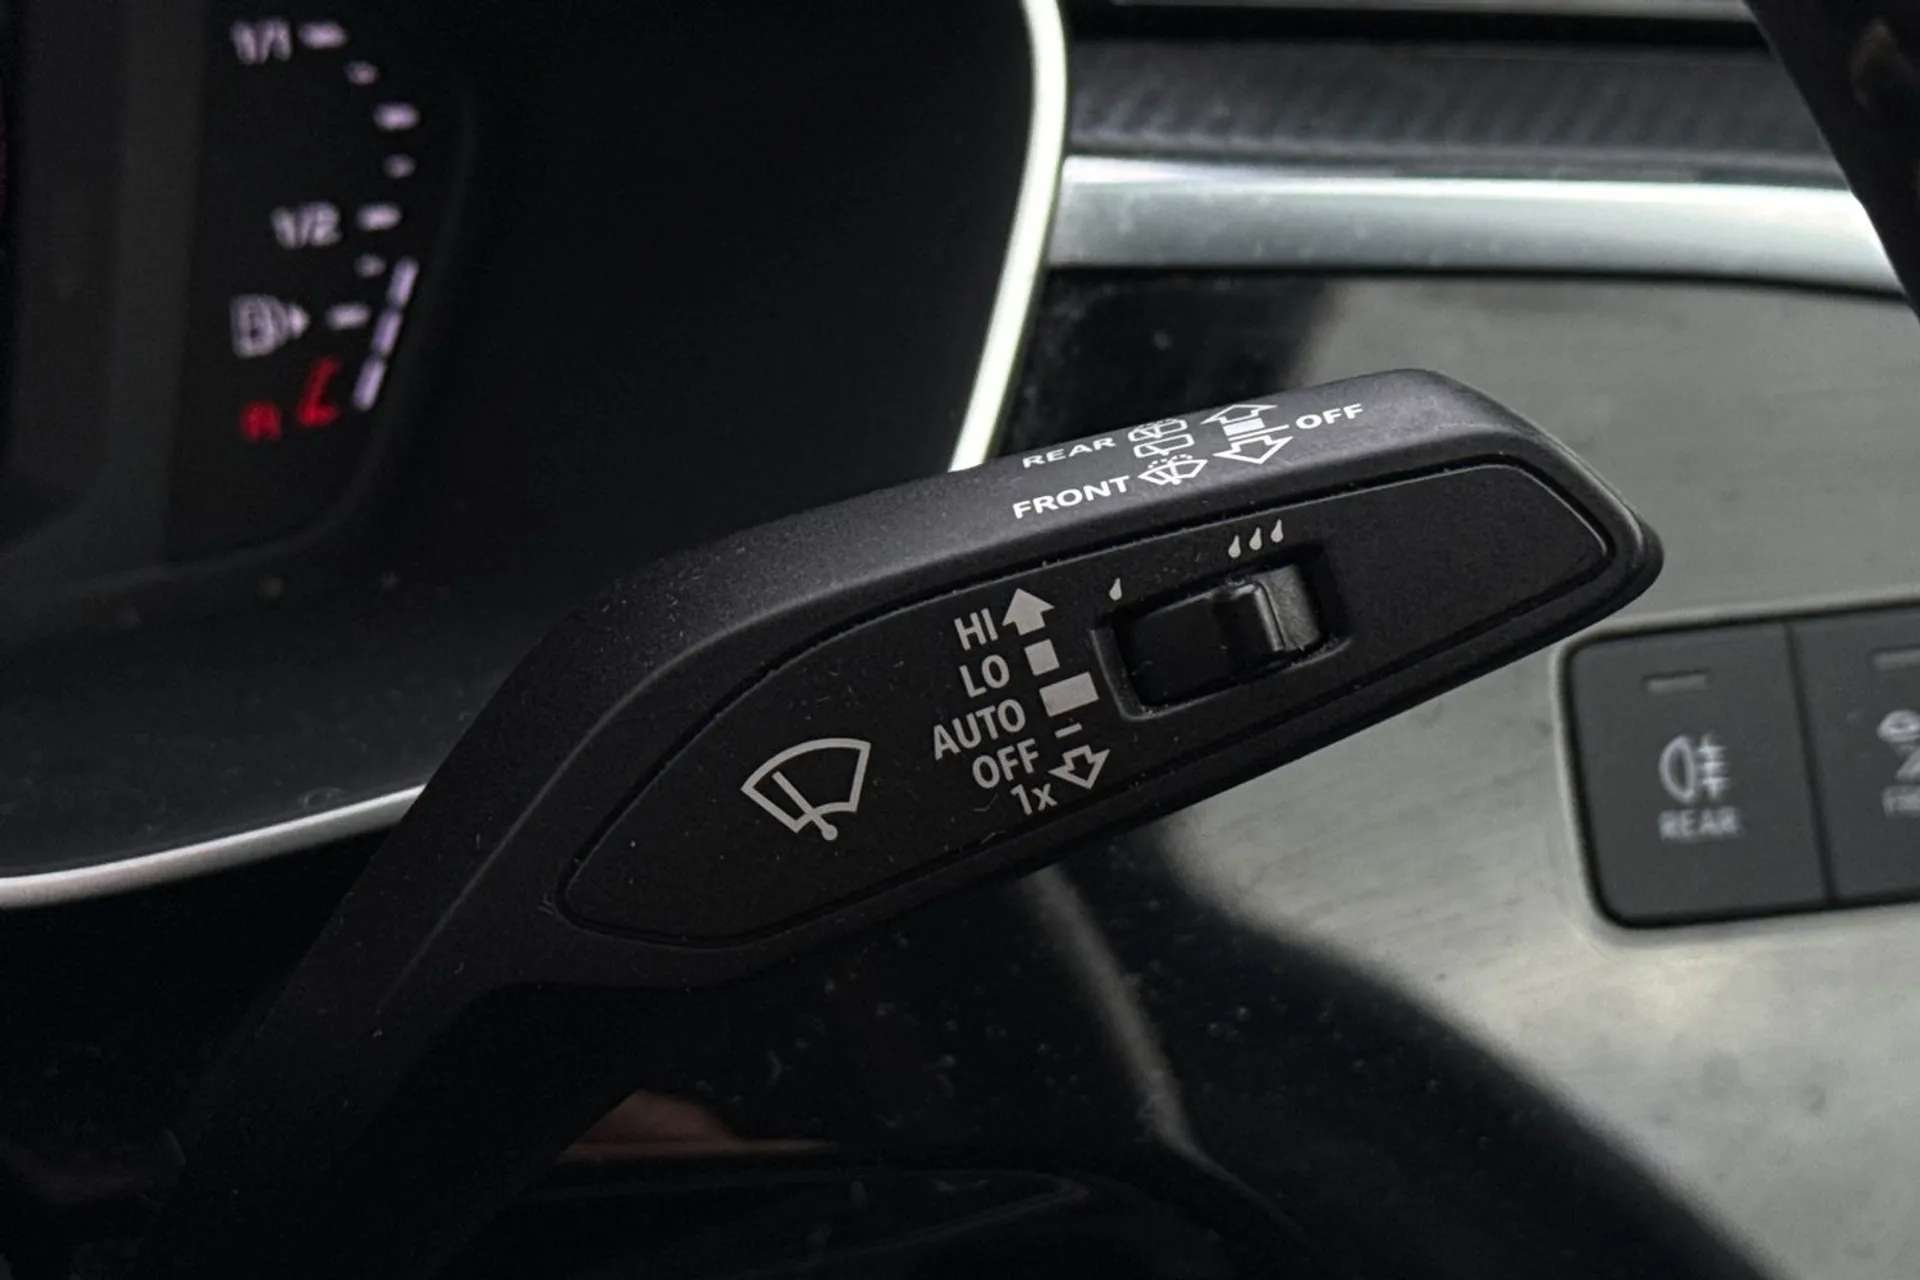 1/1
1/2
REAR OFF
FRONT
HI
LO
AUTO
OFF
1x
REAR